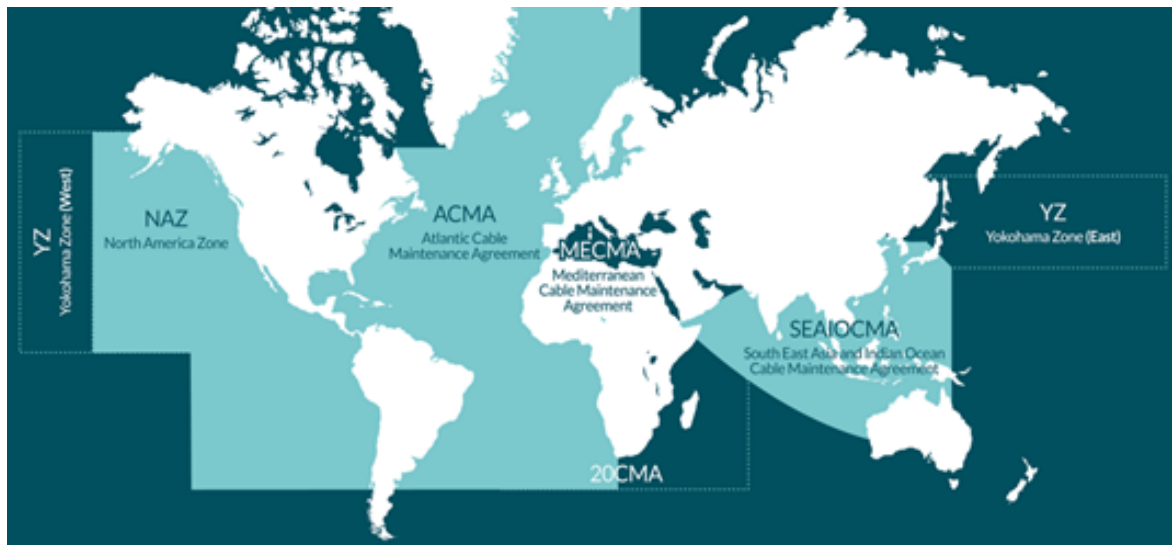 YZ
Yokohama Zone (West)
NAZ
North America Zone
ACMA
Atlantic Cable
Maintenance Agreement
MECMA
Mediterranean
Cable Maintenance
Agreement
SEAIOCMA
South East Asia and Indian Ocean
Cable Maintenance Agreement
YZ
Yokohama Zone (East)
20CMA